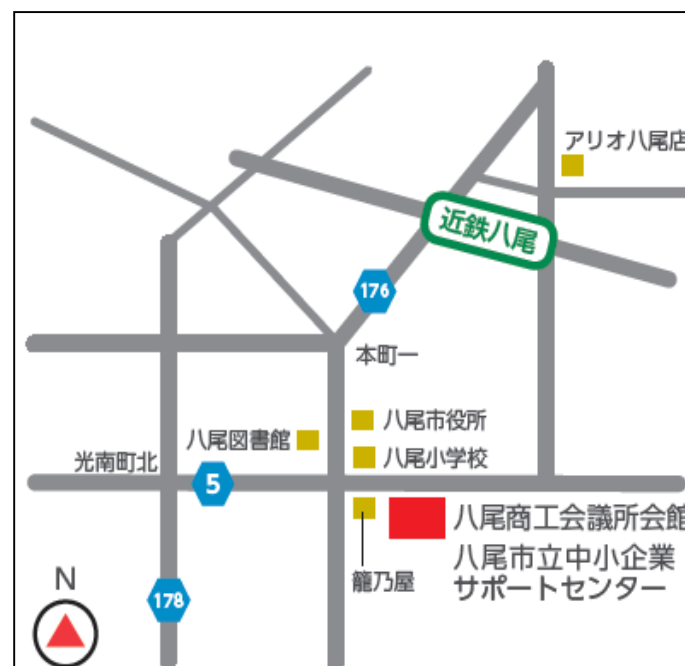 アリオ八尾店
近鉄八尾
176
本町一
八尾市役所
八尾図書館
八尾小学校
光南町北
5
八尾商工会議所会館
籠乃屋
八尾市立中小企業
サポートセンター
N
178